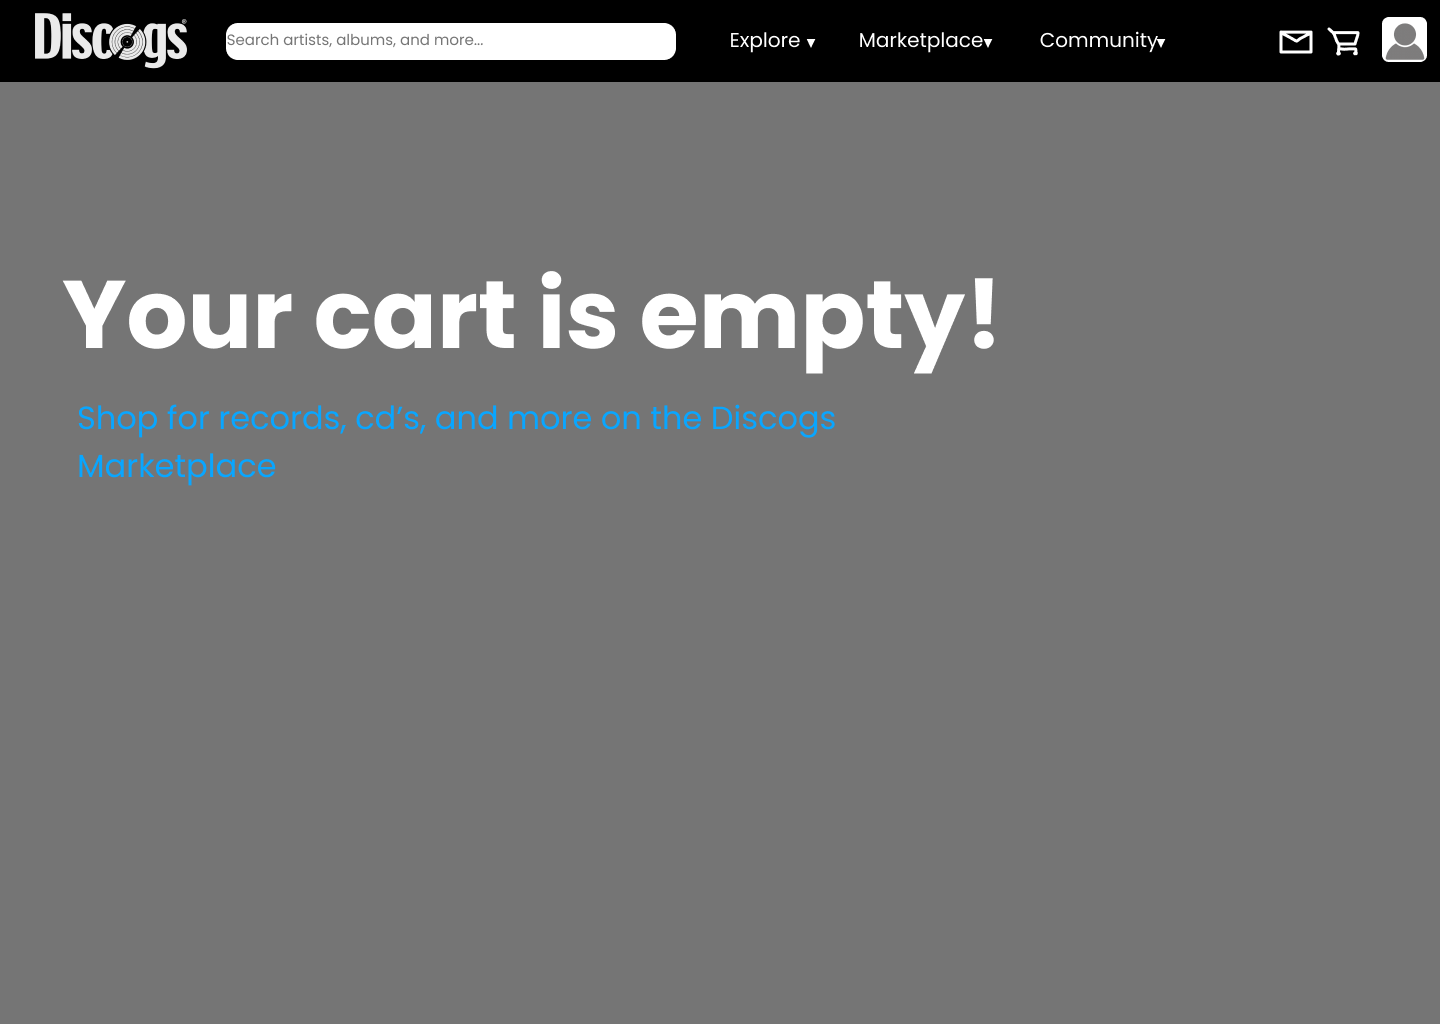 Discogs®
Search artists, albums, and more...
Explore ▾
Marketplace▾
Community▾
Your cart is empty!
Shop for records, cd’s, and more on the Discogs
Marketplace